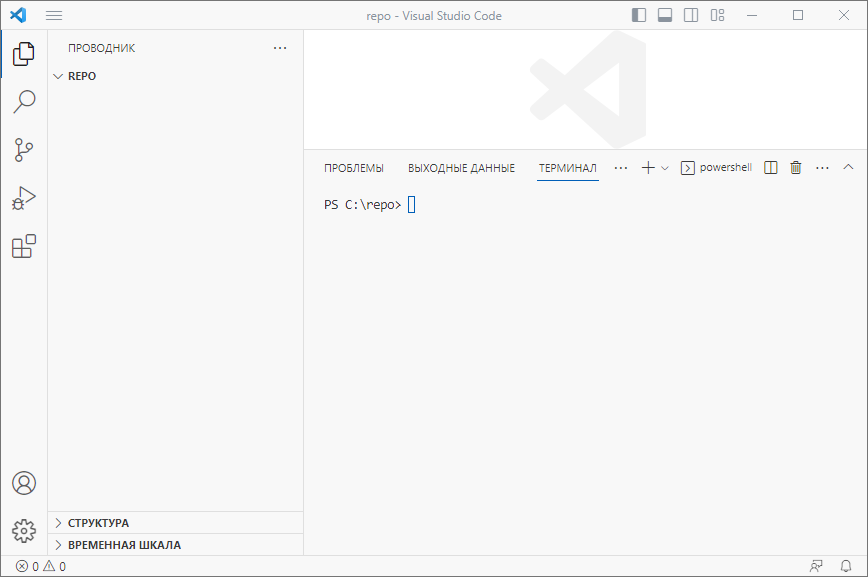 repo - Visual Studio Code
ПРОВОДНИК
REPO
ПРОБЛЕМЫ ВЫХОДНЫЕ ДАННЫЕ ТЕРМИНАЛ powershell
PS C:\repo>
СТРУКТУРА
ВРЕМЕННАЯ ШКАЛА
0 0